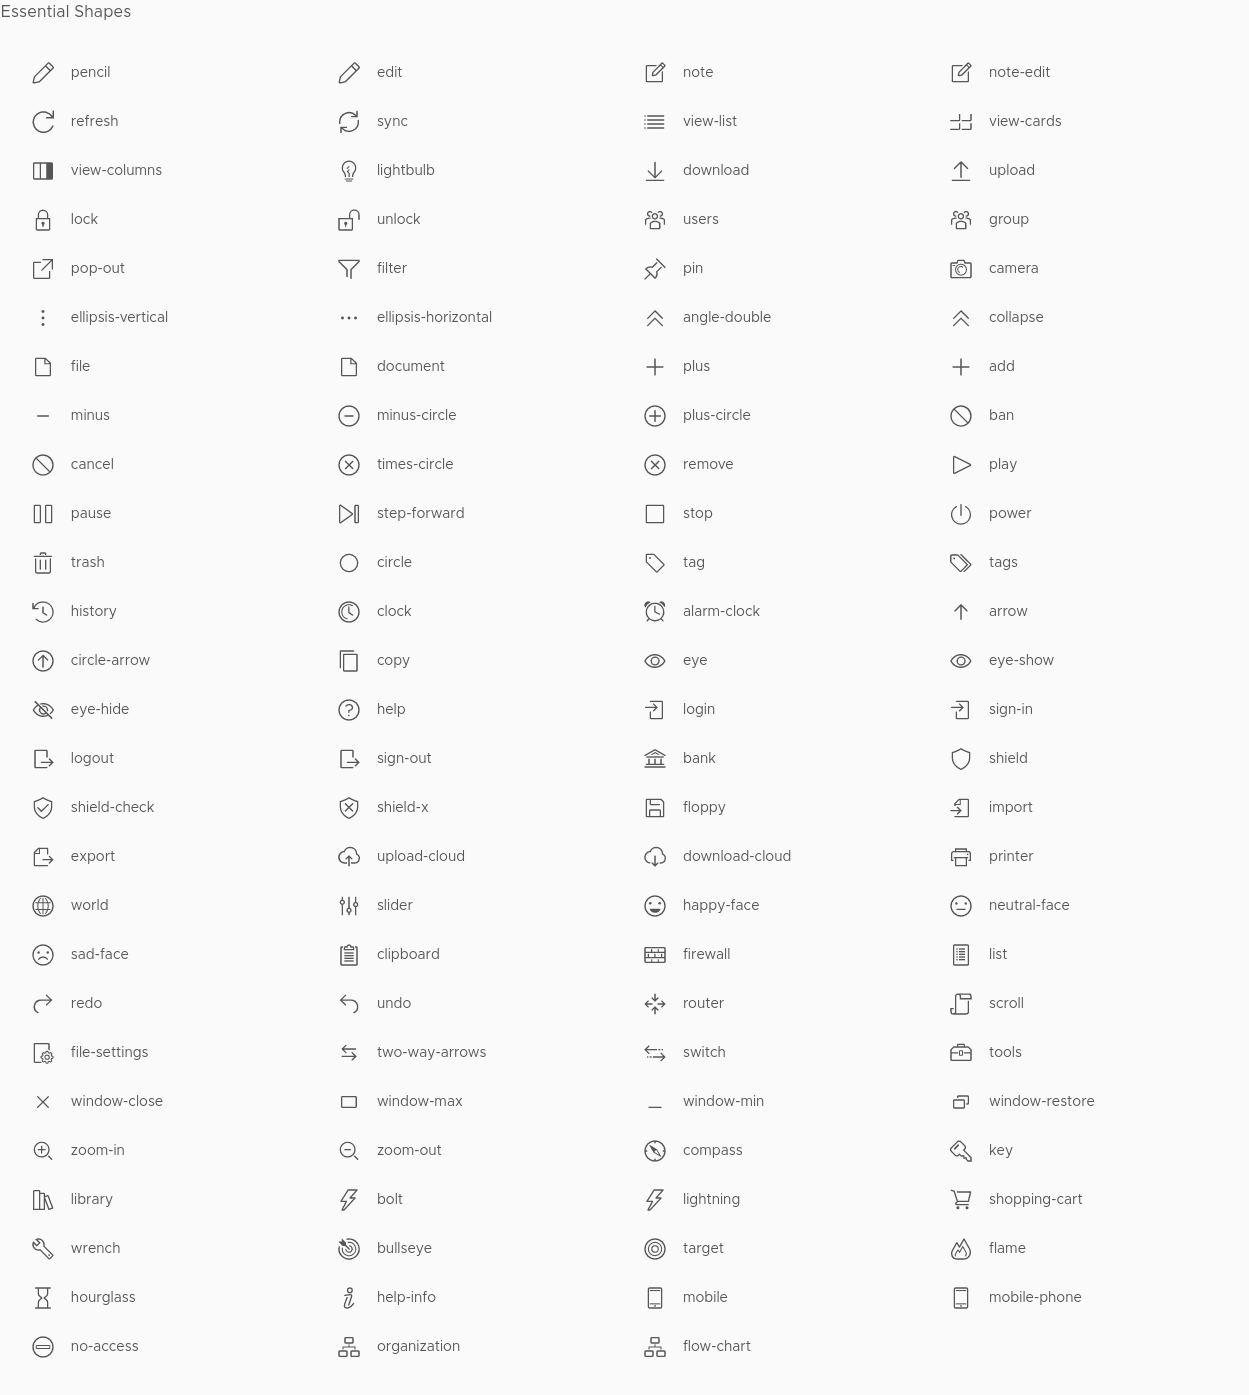 Essential Shapes
pencil edit note note-edit
refresh sync view-list view-cards
view-columns lightbulb download upload
lock unlock users group
pop-out filter pin camera
ellipsis-vertical ellipsis-horizontal angle-double collapse
file document plus add
minus minus-circle plus-circle ban
cancel times-circle remove play
pause step-forward stop power
trash circle tag tags
history clock alarm-clock arrow
circle-arrow copy eye eye-show
eye-hide help login sign-in
logout sign-out bank shield
shield-check shield-x floppy import
export upload-cloud download-cloud printer
world slider happy-face neutral-face
sad-face clipboard firewall list
redo undo router scroll
file-settings two-way-arrows switch tools
window-close window-max window-min window-restore
zoom-in zoom-out compass key
library bolt lightning shopping-cart
wrench bullseye target flame
hourglass help-info mobile mobile-phone
no-access organization flow-chart